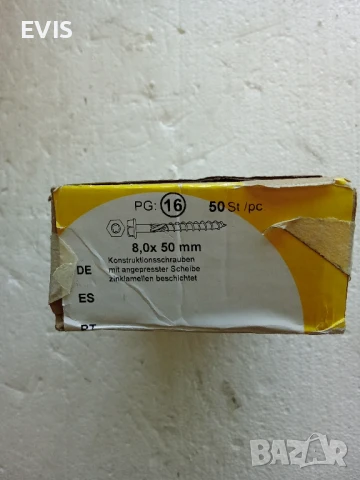 EVIS
PG: 16 50 St /pc
8,0x 50 mm
Konstruktionsschrauben
mit angepresster Scheibe
zinklamellen beschichtet
DE
ES
PT
BAZAR